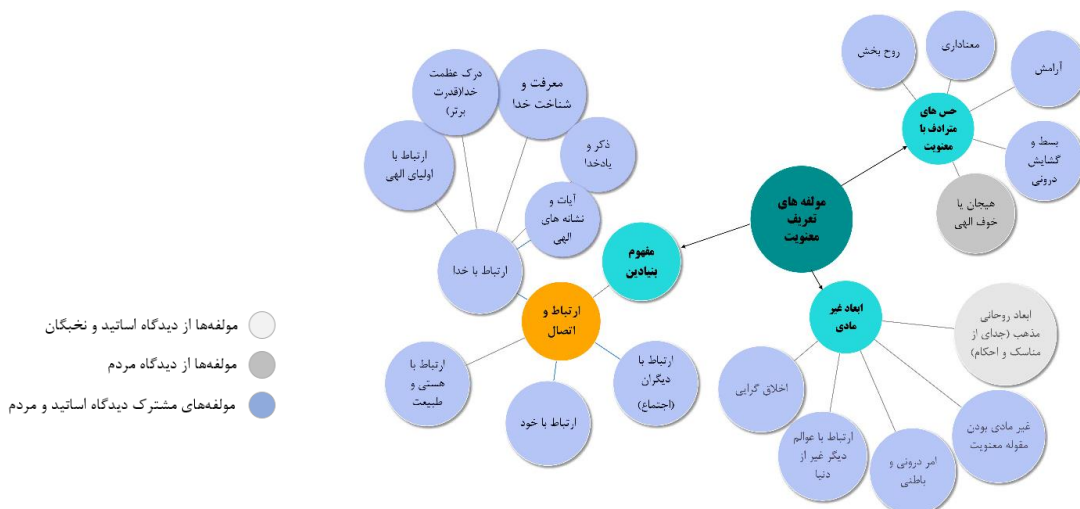 روح بخش
معناداری
آرامش
حس های
مترادف با
معنویت
بسط و
گشایش
درونی
هیجان یا
خوف الهی
مولفه های
تعریف
معنویت
مفهوم
بنیادین
درک عظمت
خدا(قدرت
برتر)
معرفت و
شناخت خدا
ذکر و
یادخدا
ارتباط با
اولیای الهی
آیات و
نشانه های
الهی
ارتباط با خدا
ارتباط و
اتصال
ارتباط با
هستی و
طبیعت
ارتباط با خود
ارتباط با
دیگران
(اجتماع)
ابعاد غیر
مادی
ابعاد روحانی
مذهب (جدای از
مناسک و احکام)
اخلاق گرایی
ارتباط با عوالم
دیگر غیر از
دنیا
امر درونی و
باطنی
غیر مادی بودن
مقوله معنویت
مولفه‌ها از دیدگاه اساتید و نخبگان
مولفه‌ها از دیدگاه مردم
مولفه‌های مشترک دیدگاه اساتید و مردم